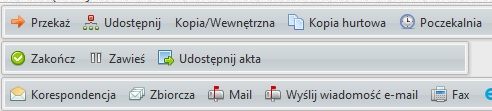 Przekaż Udostępnij Kopia/Wewnętrzna Kopia hurtowa Poczekalnia
Zakończ Zawieś Udostępnij akta
Korespondencja Zbiorcza Mail Wyślij wiadomość e-mail Fax